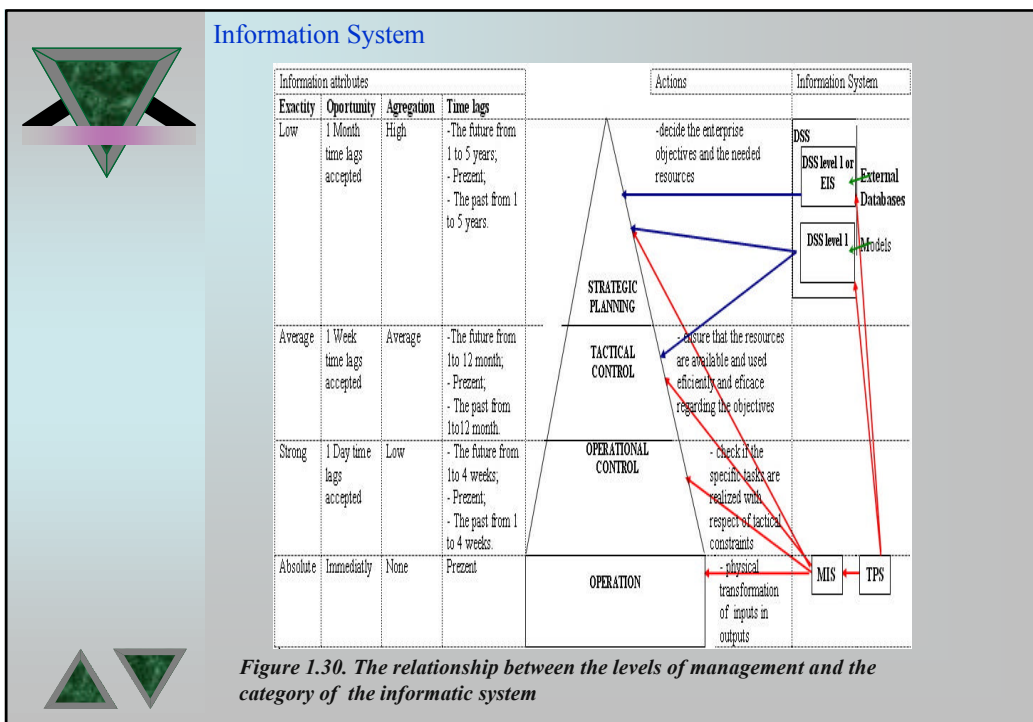 Information System
Information attributes
Actions
Information System
Exactity Oportunity Agregation Time lags
Low
1 Month
time lags
accepted
High
-The future from
1 to 5 years;
- Prezent;
- The past from 1
to 5 years.
-decide the enterprise
objectives and the needed
resources
DSS
DSS level 1 or
EIS
External
Databases
DSS level 1
Models
STRATEGIC
PLANNING
Average
1 Week
time lags
accepted
Average
-The future from
1to 12 month;
- Prezent;
- The past from
1to12 month.
TACTICAL
CONTROL
- ensure that the resources
are available and used
eficiently and eficace
regarding the objectives
Strong
1 Day time
lags
accepted
Low
- The future from
1to 4 weeks;
- Prezent;
- The past from 1
to 4 weeks.
OPERATIONAL
CONTROL
- check if the
specific tasks are
realized with
respect of tactical
constraints
Absolute
Immediatly
None
Prezent
OPERATION
- physical
transformation
of inputs in
outputs
MIS
TPS
Figure 1.30. The relationship between the levels of management and the
category of the informatic system